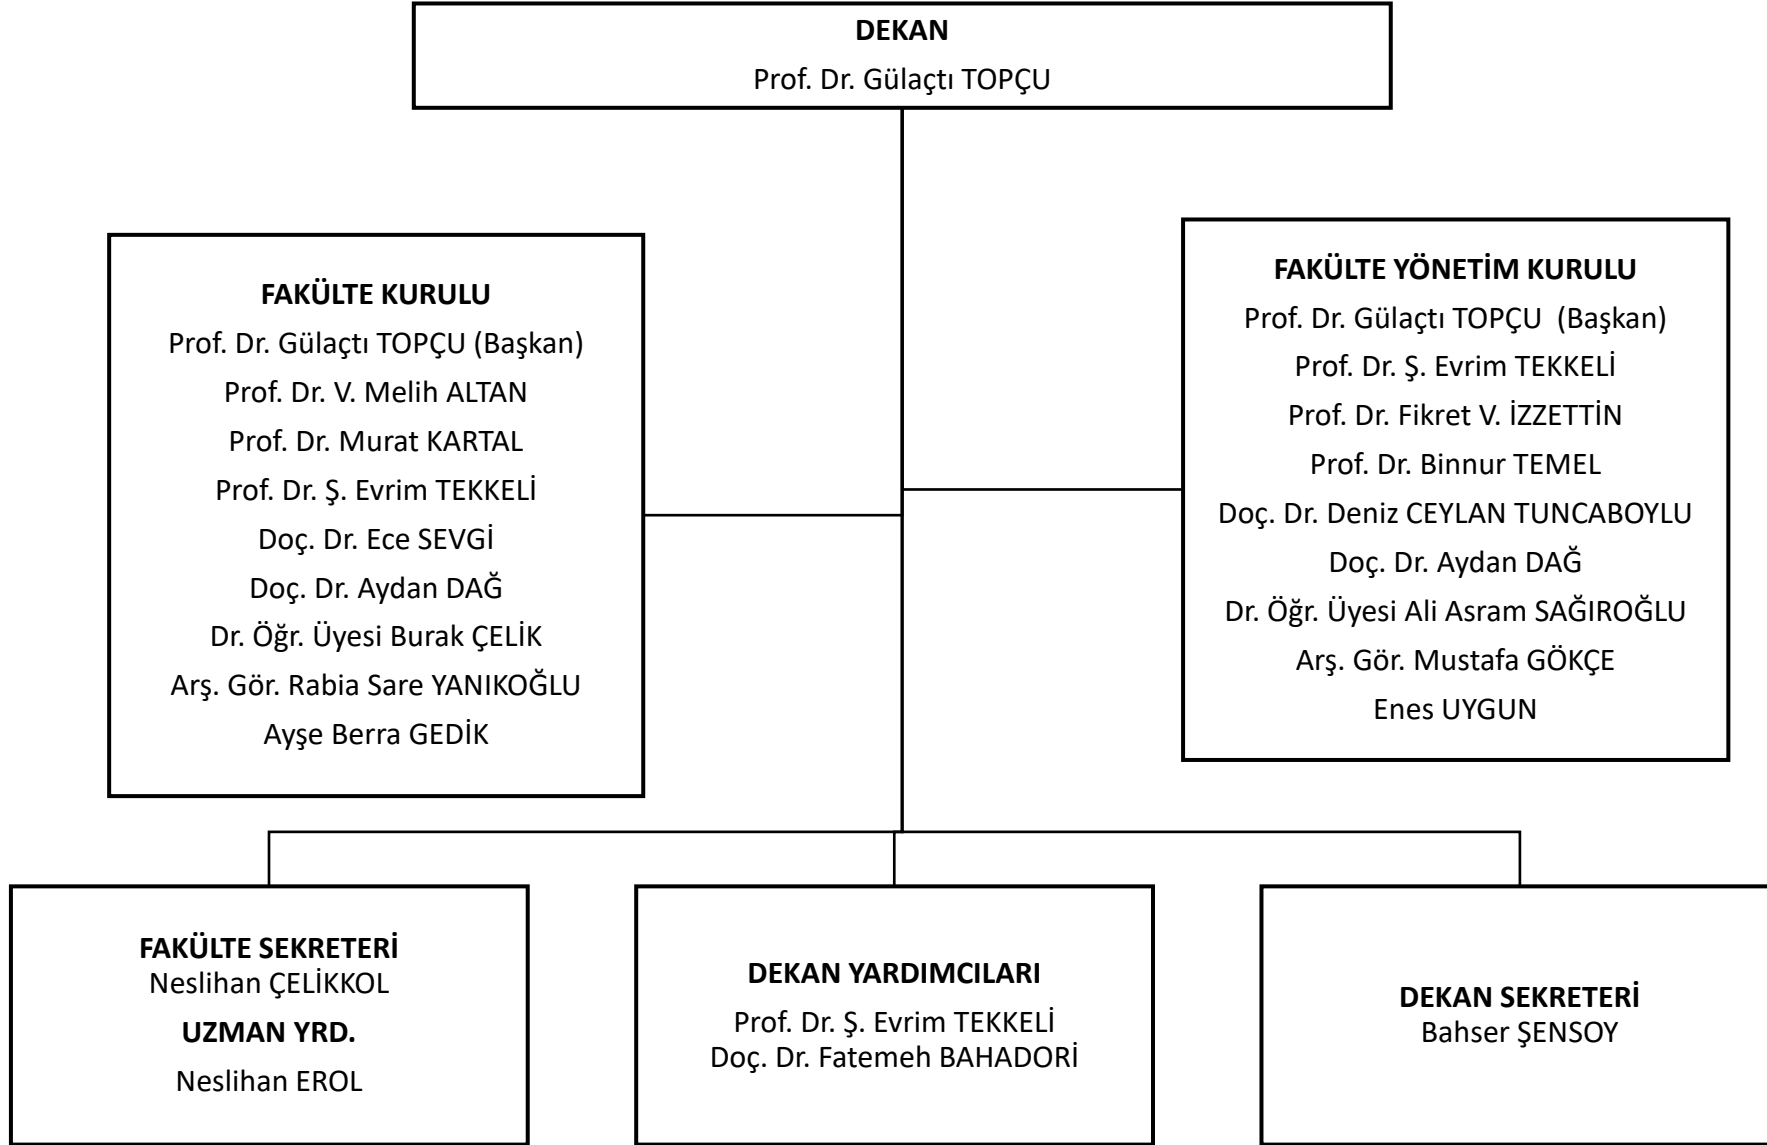 DEKAN
Prof. Dr. Gülaçtı TOPÇU
FAKÜLTE KURULU
Prof. Dr. Gülaçtı TOPÇU (Başkan)
Prof. Dr. V. Melih ALTAN
Prof. Dr. Murat KARTAL
Prof. Dr. Ş. Evrim TEKKELİ
Doç. Dr. Ece SEVGİ
Doç. Dr. Aydan DAĞ
Dr. Öğr. Üyesi Burak ÇELİK
Arş. Gör. Rabia Sare YANIKOĞLU
Ayşe Berra GEDİK
FAKÜLTE YÖNETİM KURULU
Prof. Dr. Gülaçtı TOPÇU  (Başkan)
Prof. Dr. Ş. Evrim TEKKELİ
Prof. Dr. Fikret V. İZZETTİN
Prof. Dr. Binnur TEMEL
Doç. Dr. Deniz CEYLAN TUNCABOYLU
Doç. Dr. Aydan DAĞ
Dr. Öğr. Üyesi Ali Asram SAĞIROĞLU
Arş. Gör. Mustafa GÖKÇE
Enes UYGUN
FAKÜLTE SEKRETERİ
Neslihan ÇELİKKOL
UZMAN YRD.
Neslihan EROL
DEKAN YARDIMCILARI
Prof. Dr. Ş. Evrim TEKKELİ
Doç. Dr. Fatemeh BAHADORİ
DEKAN SEKRETERİ
Bahser ŞENSOY